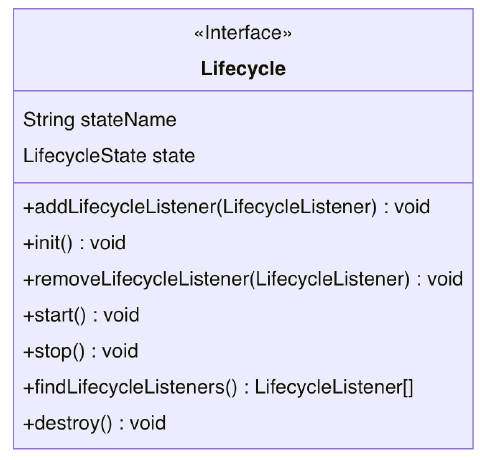 «Interface»
Lifecycle
String stateName
LifecycleState state
+addLifecycleListener(LifecycleListener) : void
+init() : void
+removeLifecycleListener(LifecycleListener) : void
+start() : void
+stop() : void
+findLifecycleListeners() : LifecycleListener[]
+destroy() : void